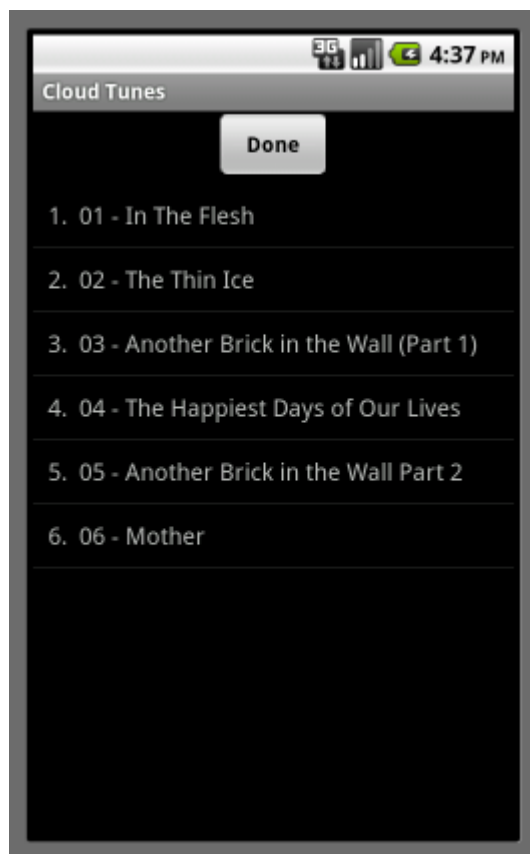 3G 4:37 PM
Cloud Tunes
Done
1. 01 - In The Flesh
2. 02 - The Thin Ice
3. 03 - Another Brick in the Wall (Part 1)
4. 04 - The Happiest Days of Our Lives
5. 05 - Another Brick in the Wall Part 2
6. 06 - Mother